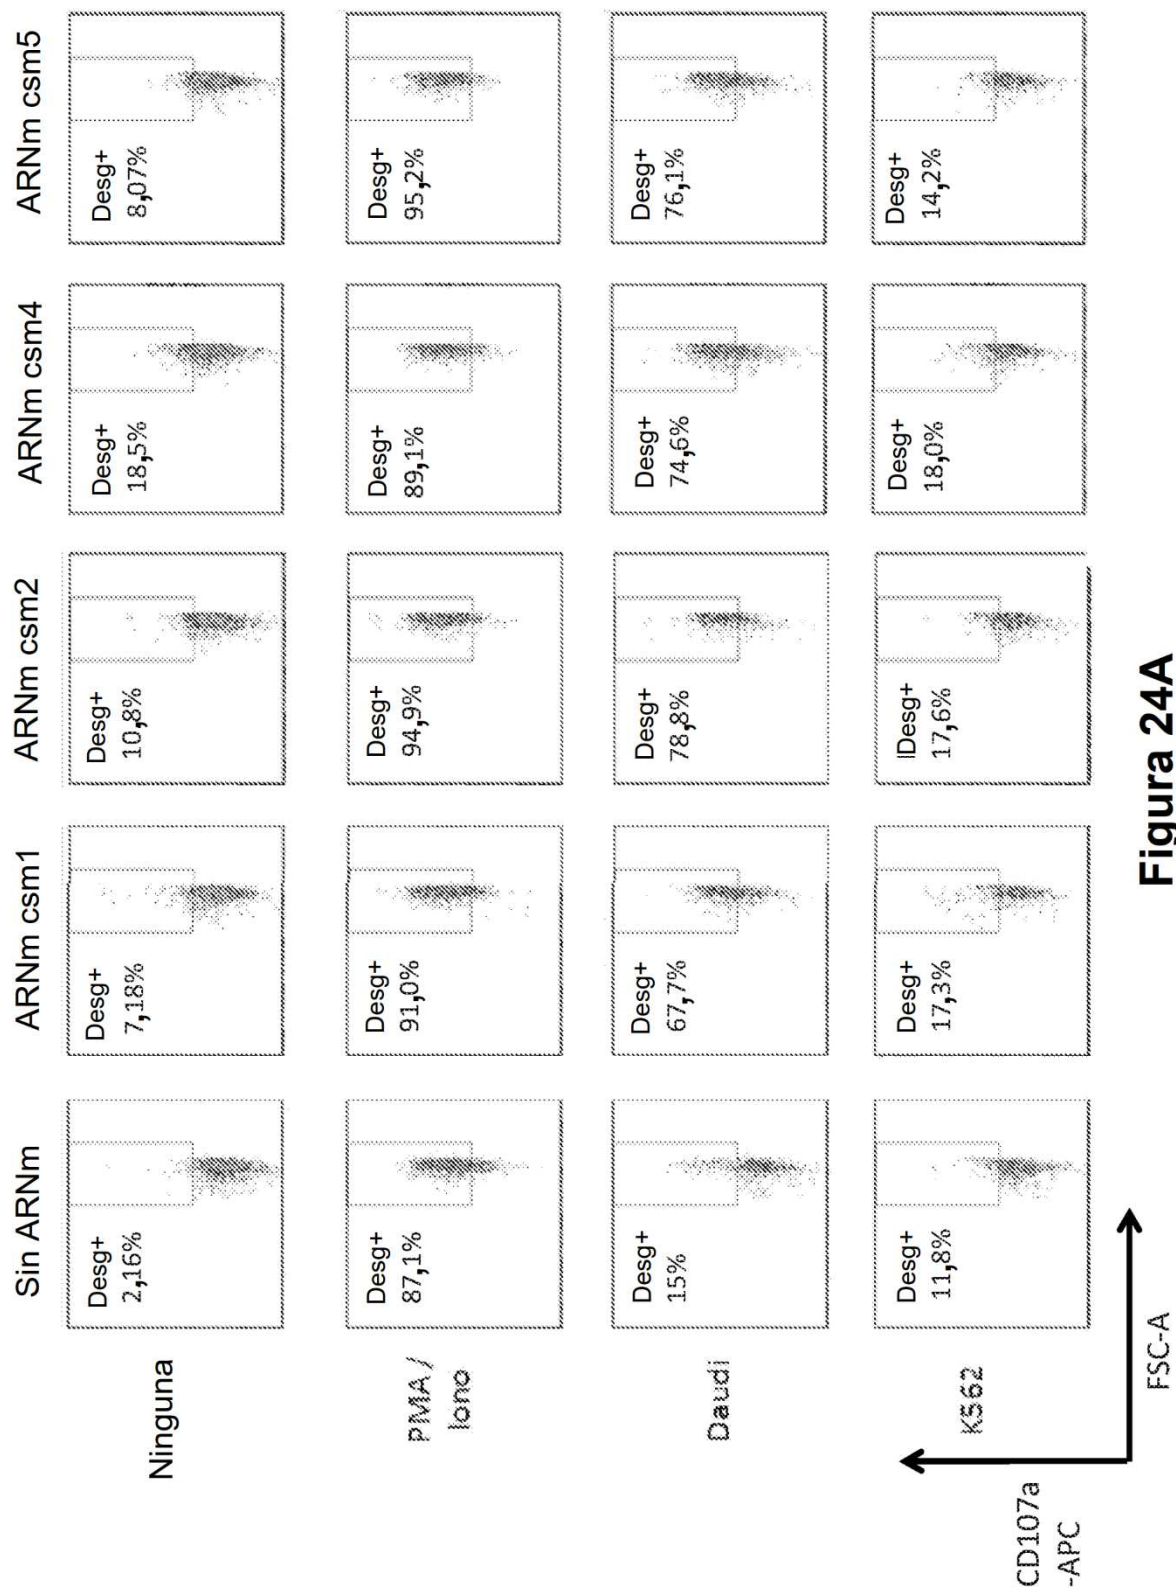 Sin ARNm
ARNm csm1
ARNm csm2
ARNm csm4
ARNm csm5
Ninguna
Desg+
2,16%
Desg+
7,18%
Desg+
10,8%
Desg+
18,5%
Desg+
8,07%
PMA /
Iono
Desg+
87,1%
Desg+
91,0%
Desg+
94,9%
Desg+
89,1%
Desg+
95,2%
Daudi
Desg+
15%
Desg+
67,7%
Desg+
78,8%
Desg+
74,6%
Desg+
76,1%
K562
Desg+
11,8%
Desg+
17,3%
IDesg+
17,6%
Desg+
18,0%
Desg+
14,2%
CD107a
-APC
FSC-A
Figura 24A